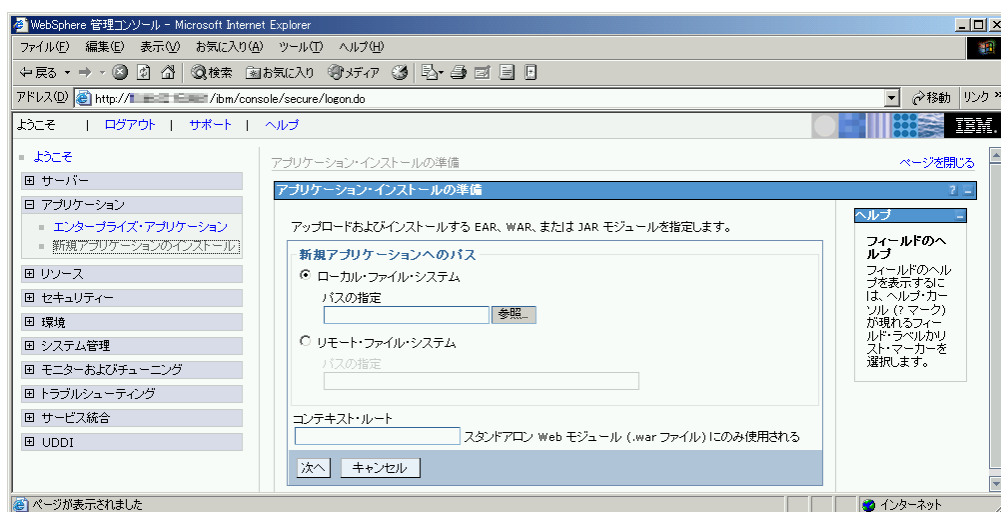 WebSphere 管理コンソール - Microsoft Internet Explorer
ファイル(F) 編集(E) 表示(V) お気に入り(A) ツール(T) ヘルプ(H)
戻る 検索 お気に入り メディア
アドレス(D) http:// /ibm/console/secure/logon.do 移動 リンク »
ようこそ | ログアウト | サポート | ヘルプ IBM.
ようこそ
サーバー
アプリケーション
エンタープライズ・アプリケーション
新規アプリケーションのインストール
リソース
セキュリティー
環境
システム管理
モニターおよびチューニング
トラブルシューティング
サービス統合
UDDI
アプリケーション・インストールの準備 ページを閉じる
アプリケーション・インストールの準備 ? -
アップロードおよびインストールする EAR、WAR、または JAR モジュールを指定します。
新規アプリケーションへのパス
ローカル・ファイル・システム
パスの指定
参照...
リモート・ファイル・システム
パスの指定
コンテキスト・ルート
スタンドアロン Web モジュール (.war ファイル) にのみ使用される
次へ キャンセル
ヘルプ -
フィールドのヘ
ルプ
フィールドのヘル
プを表示するに
は、ヘルプ・カー
ソル (? マーク)
が現れるフィー
ルド・ラベルかリ
スト・マーカーを
選択します。
ページが表示されました インターネット